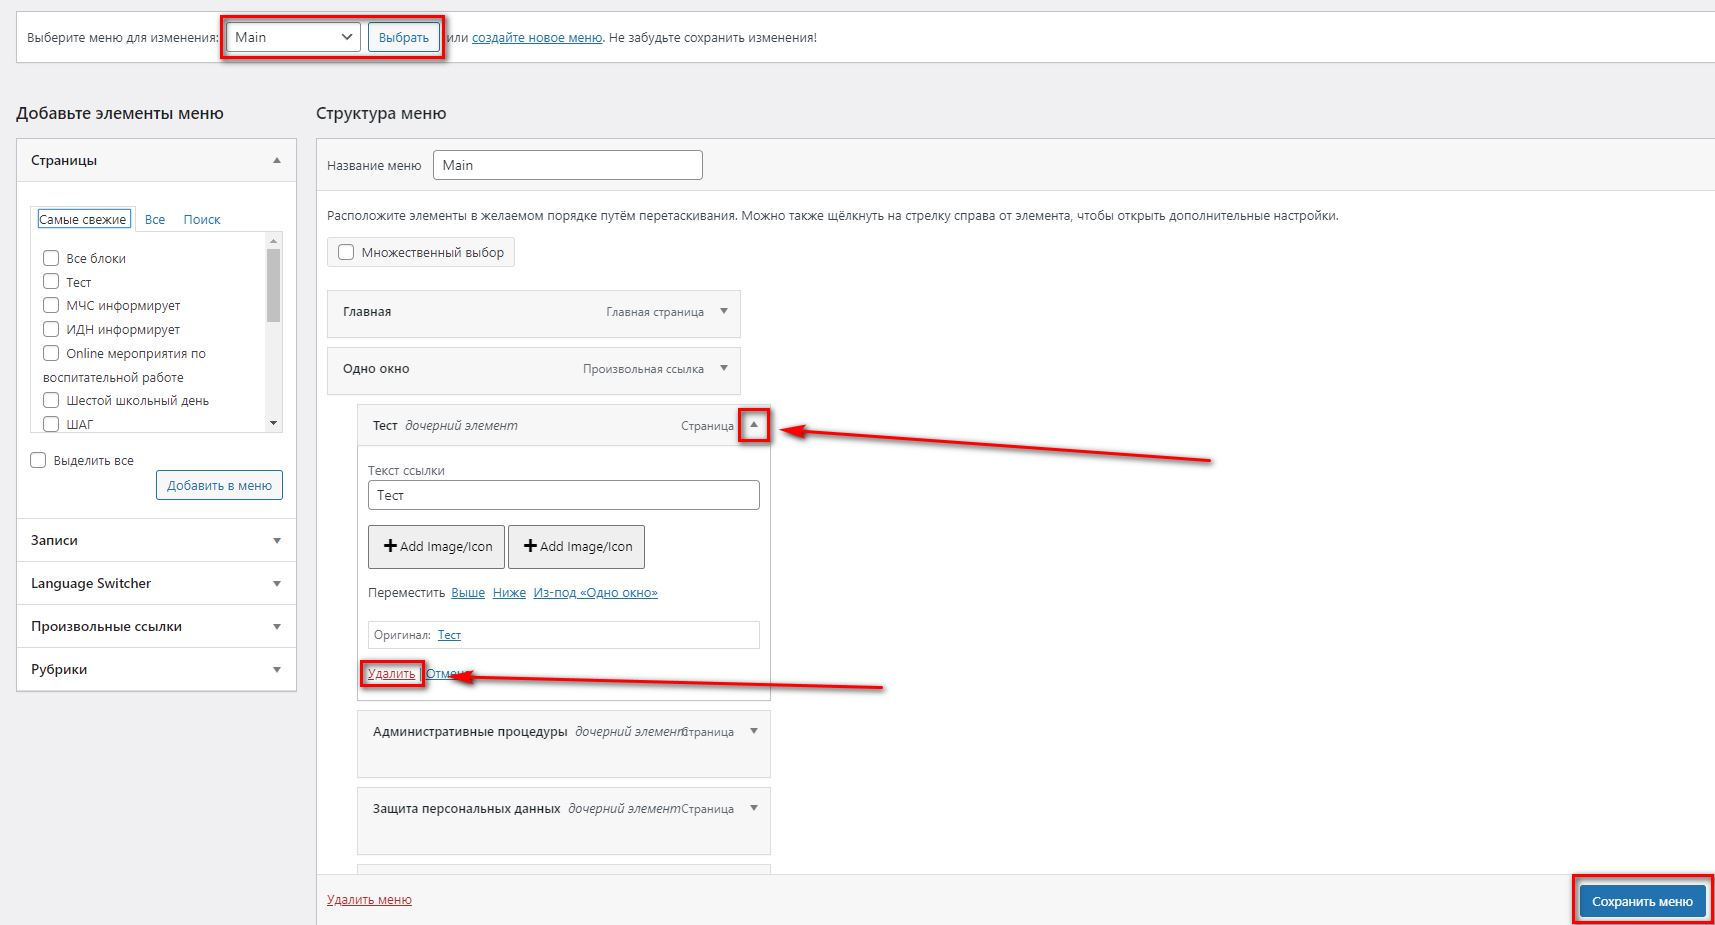 Выберите меню для изменения: Main Выбрать или создайте новое меню. Не забудьте сохранить изменения!
Добавьте элементы меню
Страницы
Самые свежие Все Поиск
Все блоки
Тест
МЧС информирует
ИДН информирует
Online мероприятия по
воспитательной работе
Шестой школьный день
ШАГ
Выделить все
Добавить в меню
Записи
Language Switcher
Произвольные ссылки
Рубрики
Структура меню
Название меню Main
Расположите элементы в желаемом порядке путём перетаскивания. Можно также щёлкнуть на стрелку справа от элемента, чтобы открыть дополнительные настройки.
Множественный выбор
Главная Главная страница
Одно окно Произвольная ссылка
Тест дочерний элемент Страница
Текст ссылки
Тест
Add Image/Icon Add Image/Icon
Переместить Выше Ниже Из-под «Одно окно»
Оригинал: Тест
Удалить | Отмена
Административные процедуры дочерний элемент Страница
Защита персональных данных дочерний элемент Страница
Удалить меню
Сохранить меню